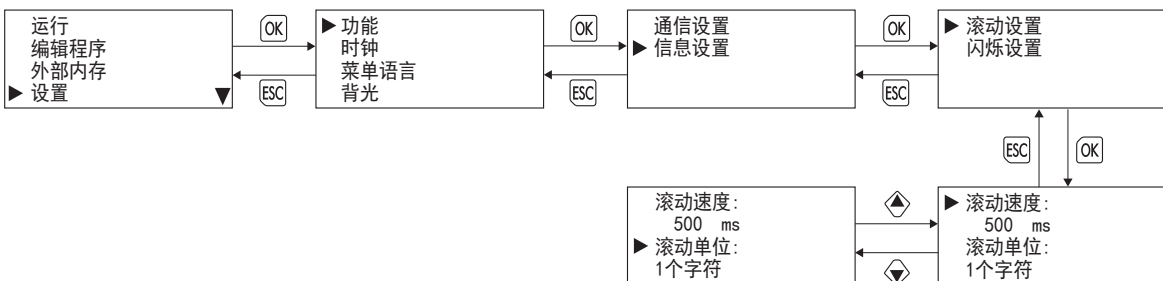 运行
编辑程序
外部内存
▶ 设置 ▼
OK
ESC
▶ 功能
时钟
菜单语言
背光
OK
ESC
通信设置
▶ 信息设置
OK
ESC
▶ 滚动设置
闪烁设置
ESC
OK
滚动速度:
500 ms
▶ 滚动单位:
1个字符
▶ 滚动速度:
500 ms
滚动单位:
1个字符